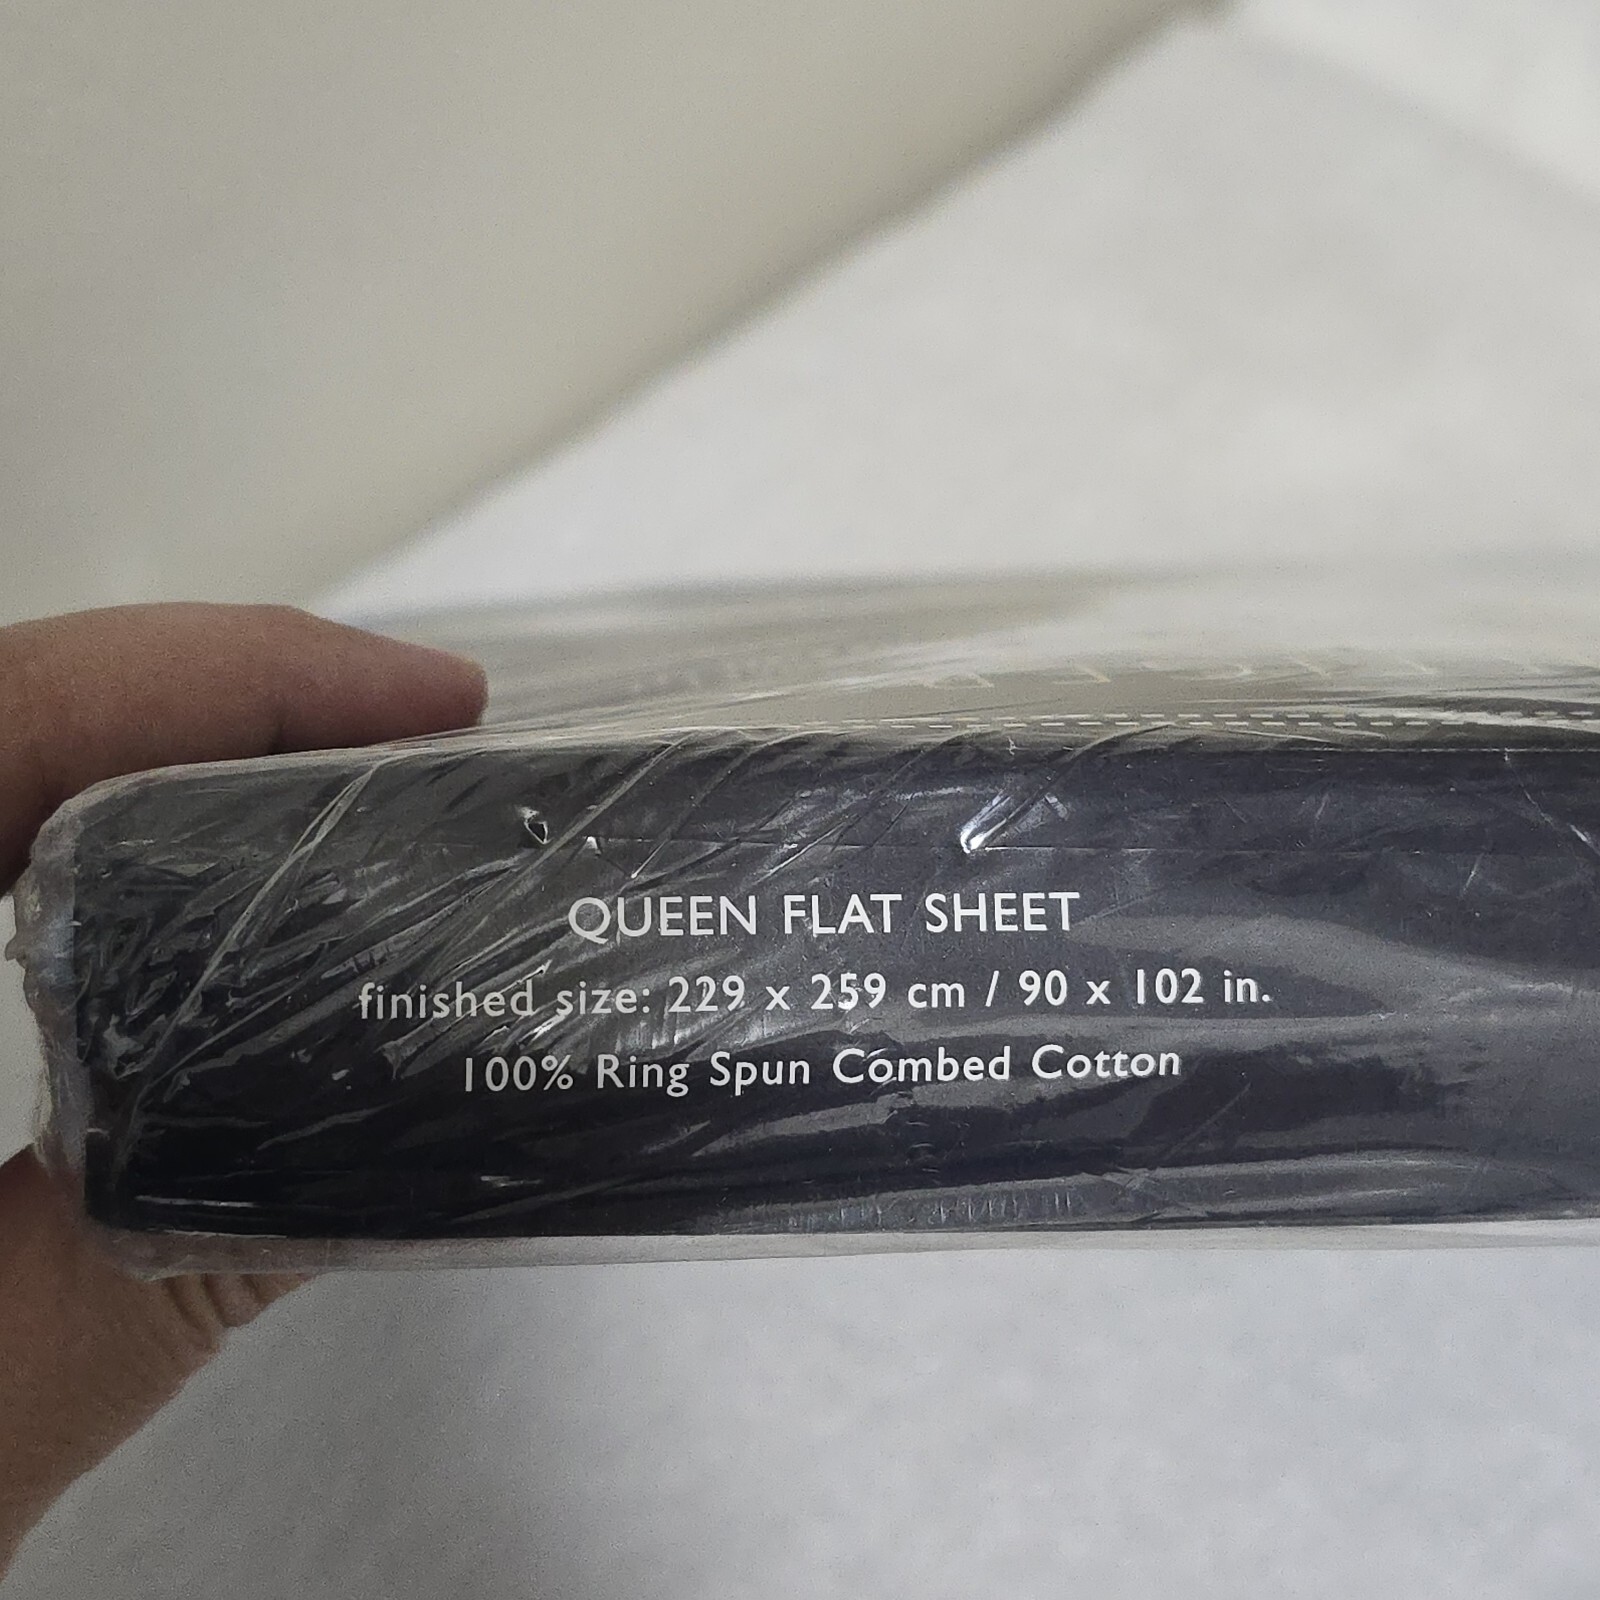 QUEEN FLAT SHEET
finished size: 229 x 259 cm / 90 x 102 in.
100% Ring Spun Combed Cotton